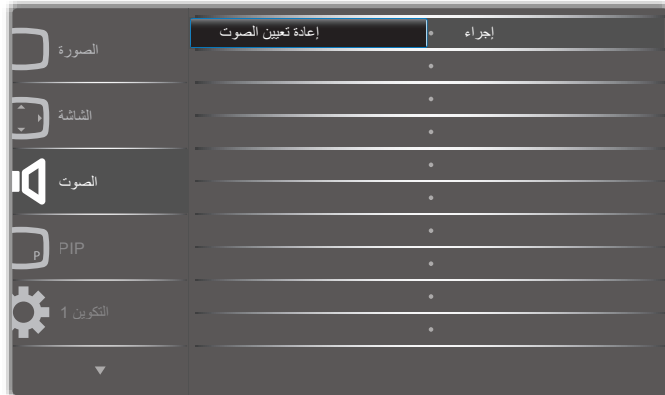 الصورة
الشاشة
الصوت
PIP
P
التكوين 1
إعادة تعيين الصوت
إجراء